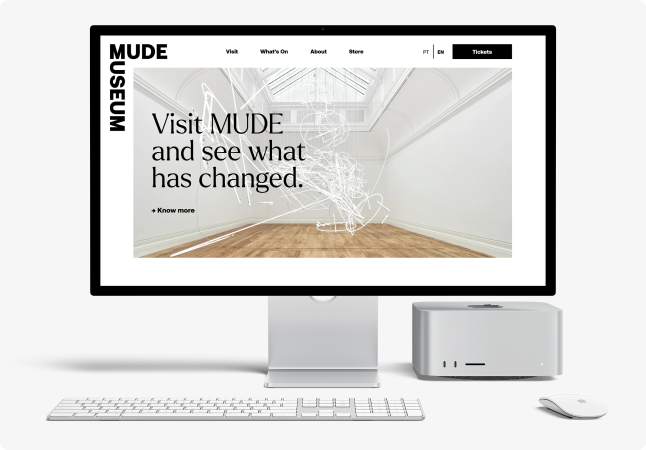 MUDE
MUSEUM
Visit
What's On
About
Store
PT
EN
Tickets
Visit MUDE
and see what
has changed.
→ Know more